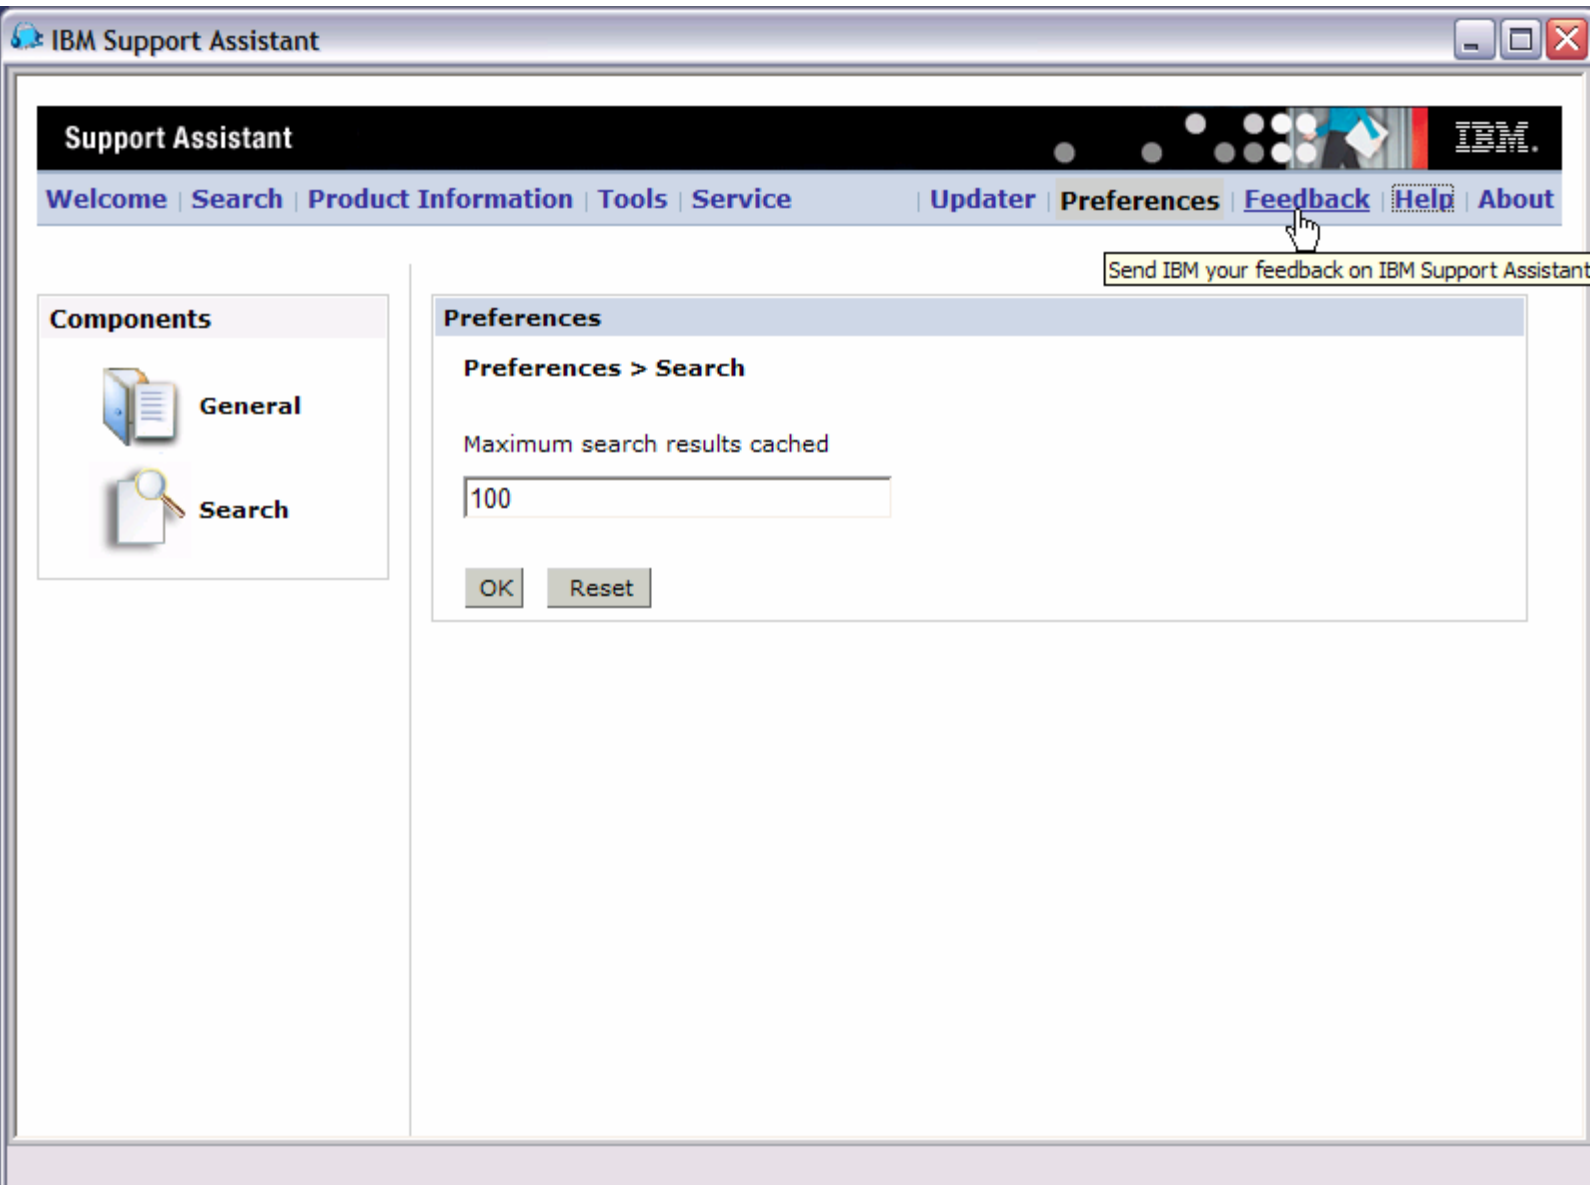 IBM Support Assistant
Support Assistant
IBM.
Welcome | Search | Product Information | Tools | Service | Updater | Preferences | Feedback | Help | About
Send IBM your feedback on IBM Support Assistant
Components
General
Search
Preferences
Preferences > Search
Maximum search results cached
100
OK Reset